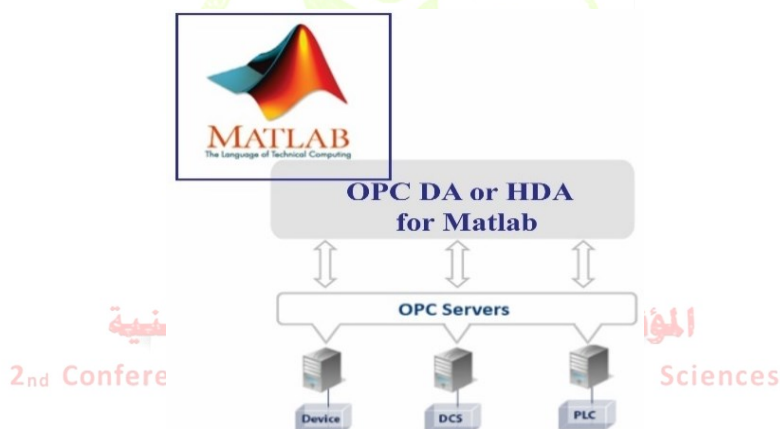 MATLAB
The Language of Technical Computing
OPC DA or HDA
for Matlab
OPC Servers
2nd Sciences
Device DCS PLC